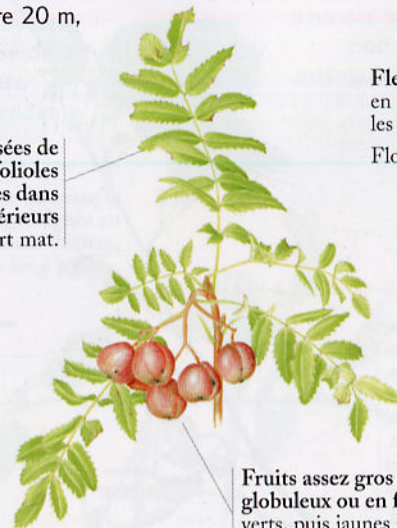 re 20 m,
Fle
en
les
Flo
sées de
folioles
es dans
érieurs
rt mat.
Fruits assez gros
globuleux ou en f
verts, puis jaunes